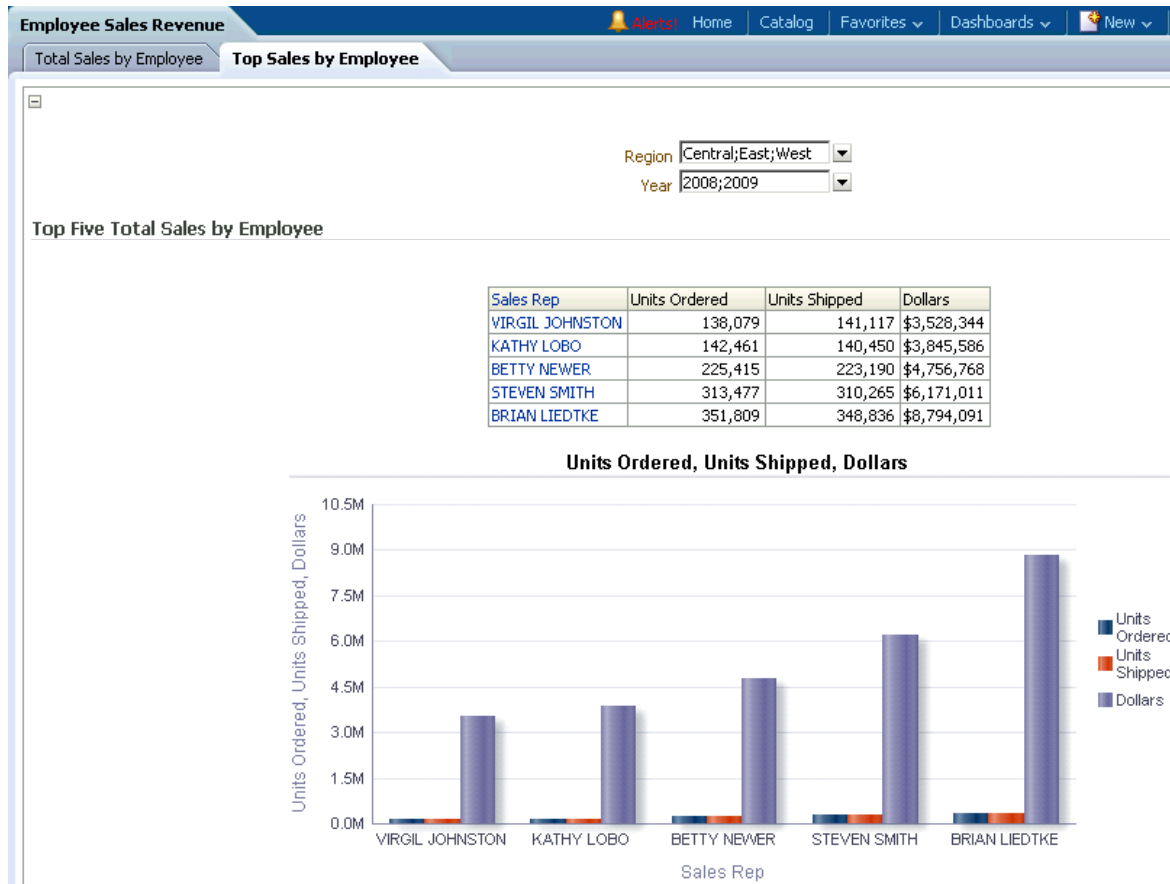 Employee Sales Revenue
Alerts! Home Catalog Favorites Dashboards New
Total Sales by Employee Top Sales by Employee
Region Central;East;West
Year 2008;2009
Top Five Total Sales by Employee
Sales Rep Units Ordered Units Shipped Dollars
VIRGIL JOHNSTON 138,079 141,117 $3,528,344
KATHY LOBO 142,461 140,450 $3,845,586
BETTY NEWER 225,415 223,190 $4,756,768
STEVEN SMITH 313,477 310,265 $6,171,011
BRIAN LIEDTKE 351,809 348,836 $8,794,091
Units Ordered, Units Shipped, Dollars
Units Ordered, Units Shipped, Dollars
10.5M
9.0M
7.5M
6.0M
4.5M
3.0M
1.5M
0.0M
VIRGIL JOHNSTON KATHY LOBO BETTY NEWER STEVEN SMITH BRIAN LIEDTKE
Sales Rep
Units
Ordered
Units
Shipped
Dollars